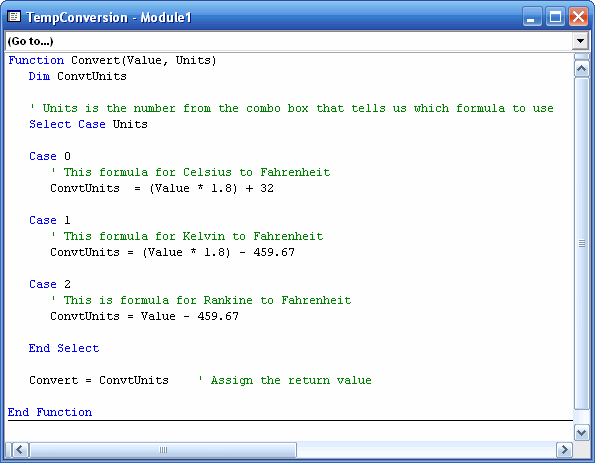 TempConversion - Module1
(Go to...)
Function Convert(Value, Units)
Dim ConvtUnits
' Units is the number from the combo box that tells us which formula to use
Select Case Units
Case 0
' This formula for Celsius to Fahrenheit
ConvtUnits  = (Value * 1.8) + 32
Case 1
' This formula for Kelvin to Fahrenheit
ConvtUnits = (Value * 1.8) - 459.67
Case 2
' This is formula for Rankine to Fahrenheit
ConvtUnits = Value - 459.67
End Select
Convert = ConvtUnits    ' Assign the return value
End Function